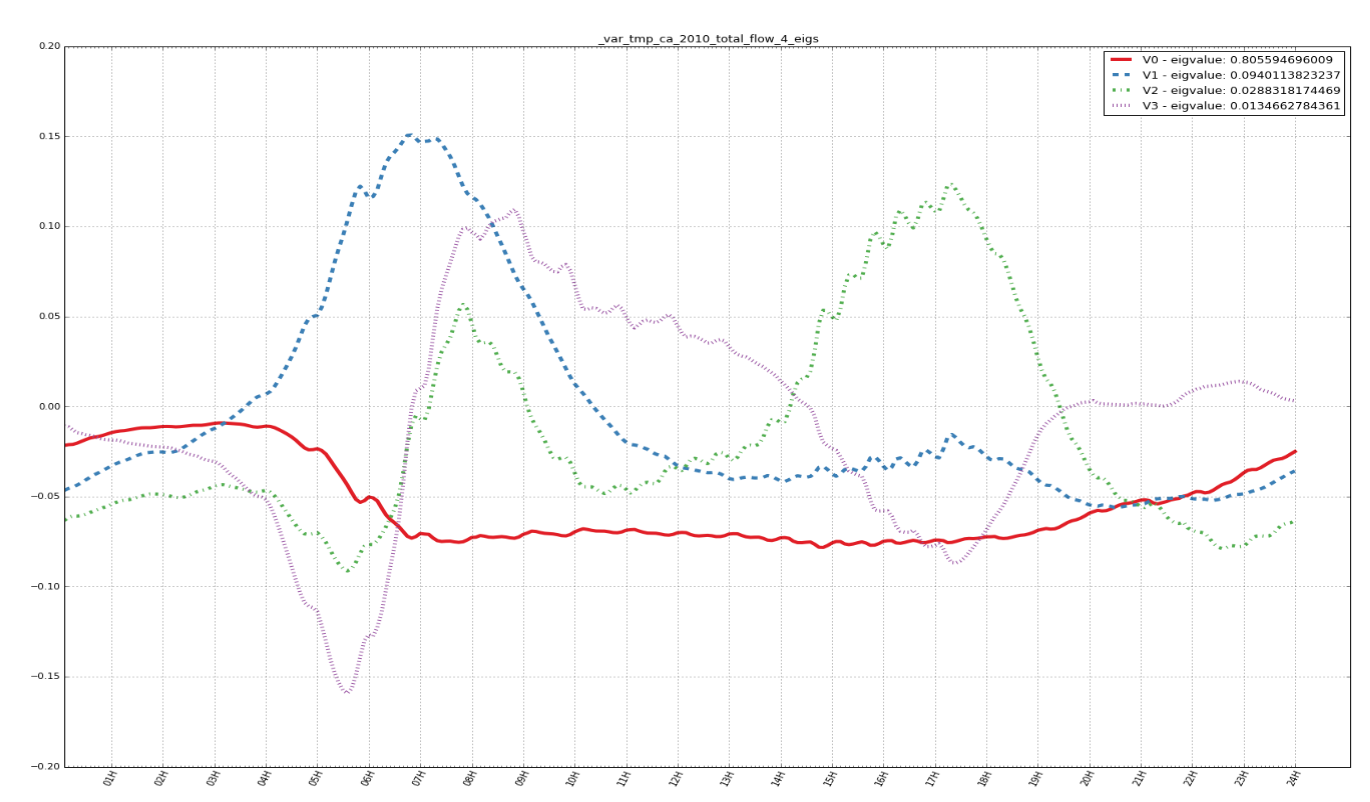 _var_tmp_ca_2010_total_flow_4_eigs
V0 - eigvalue: 0.805594696009
V1 - eigvalue: 0.0940113823237
V2 - eigvalue: 0.0288318174469
V3 - eigvalue: 0.0134662784361
0.20
0.15
0.10
0.05
0.00
−0.05
−0.10
−0.15
−0.20
01H 02H 03H 04H 05H 06H 07H 08H 09H 10H 11H 12H 13H 14H 15H 16H 17H 18H 19H 20H 21H 22H 23H 24H